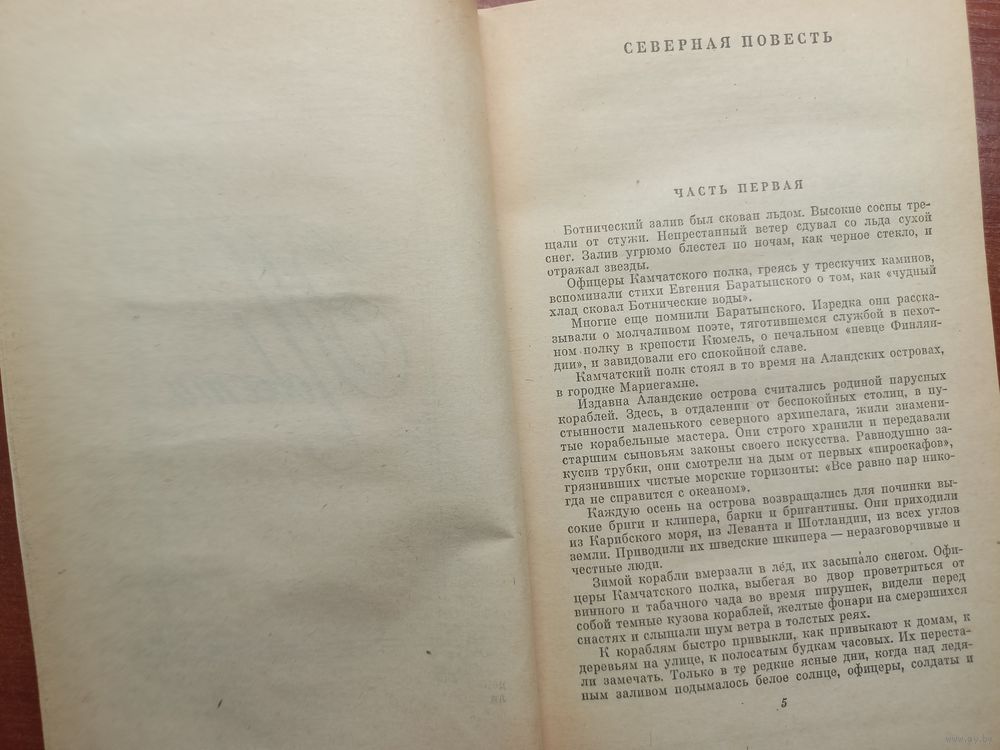 СЕВЕРНАЯ ПОВЕСТЬ
ЧАСТЬ ПЕРВАЯ
Ботнический залив был скован льдом. Высокие сосны тре-
щали от стужи. Непрестанный ветер сдувал со льда сухой
снег. Залив угрюмо блестел по ночам, как черное стекло, и
отражал звезды.
Офицеры Камчатского полка, греясь у трескучих каминов,
вспоминали стихи Евгения Баратынского о том, как «чудный
хлад сковал Ботнические воды».
Многие еще помнили Баратынского. Изредка они расска-
зывали о молчаливом поэте, тяготившемся службой в пехот-
ном полку в крепости Кюмель, о печальном «певце Финлян-
дии», и завидовали его спокойной славе.
Камчатский полк стоял в то время на Аландских островах,
в городке Мариегамне.
Издавна Аландские острова считались родиной парусных
кораблей. Здесь, в отдалении от беспокойных столиц, в пу-
стынности маленького северного архипелага, жили знамени-
тые корабельные мастера. Они строго хранили и передавали
старшим сыновьям законы своего искусства. Равнодушно за-
кусив трубки, они смотрели на дым от первых «пироскафов»,
грязнивших чистые морские горизонты: «Все равно пар нико-
гда не справится с океаном».
Каждую осень на острова возвращались для починки вы-
сокие бриги и клипера, барки и бригантины. Они приходили
из Карибского моря, из Леванта и Шотландии, из всех углов
земли. Приводили их шведские шкипера — неразговорчивые и
честные люди.
Зимой корабли вмерзали в лёд, их засыпало снегом. Офи-
церы Камчатского полка, выбегая во двор проветриться от
винного и табачного чада во время пирушек, видели перед
собой темные кузова кораблей, желтые фонари на смерзшихся
снастях и слышали шум ветра в толстых реях.
К кораблям быстро привыкли, как привыкают к домам, к
деревьям на улице, к полосатым будкам часовых. Их переста-
ли замечать. Только в те редкие ясные дни, когда над ледя-
ным заливом подымалось белое солнце, офицеры, солдаты и
5
www.ay.by